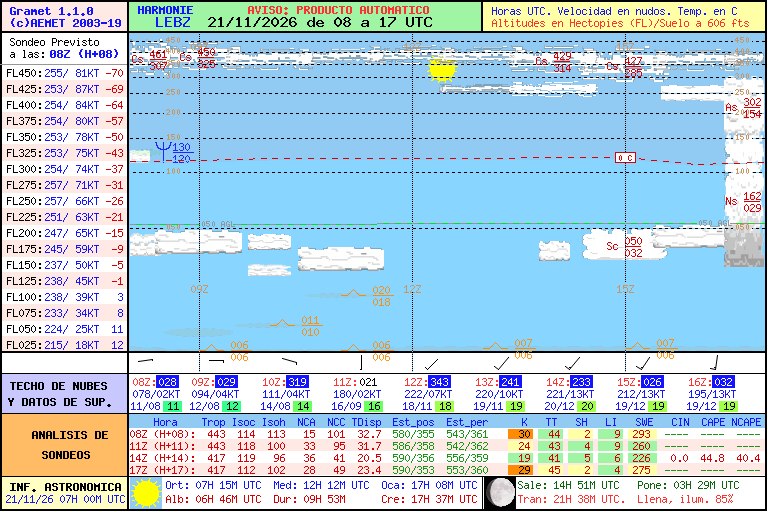 Gramet 1.1.0
(c)AEMET 2003-19
HARMONIE
LEBZ
AVISO: PRODUCTO AUTOMATICO
21/11/2026 de 08 a 17 UTC
Horas UTC. Velocidad en nudos. Temp. en C
Altitudes en Hectopies (FL)/Suelo a 606 fts
Sondeo Previsto
a las: 08Z (H+08)
FL450: 255/ 81KT -70
FL425: 253/ 87KT -69
FL400: 254/ 84KT -64
FL375: 254/ 80KT -57
FL350: 253/ 78KT -50
FL325: 253/ 75KT -43
FL300: 254/ 74KT -37
FL275: 257/ 71KT -31
FL250: 257/ 66KT -26
FL225: 251/ 63KT -21
FL200: 247/ 65KT -15
FL175: 245/ 59KT -9
FL150: 237/ 50KT -5
FL125: 238/ 45KT -1
FL100: 238/ 39KT 3
FL075: 233/ 34KT 8
FL050: 224/ 25KT 11
FL025: 215/ 18KT 12
Cs 461 307
Cs 450 325
Cs 429 314
Cs 427 285
As 302 154
130 120
0 C
Ns 162 029
050 AGL
050 AGL
Sc 050 032
09Z 12Z 15Z
020 018
011 010
006 006
006 006
007 006
007 006
TECHO DE NUBES
Y DATOS DE SUP.
08Z: 028 09Z: 029 10Z: 319 11Z: 021 12Z: 343 13Z: 241 14Z: 233 15Z: 026 16Z: 032
078/02KT 094/04KT 111/04KT 180/02KT 222/07KT 220/10KT 221/10KT 212/13KT 195/13KT
11/08 11 12/08 12 14/08 14 16/09 16 18/11 18 19/11 19 20/12 20 19/12 19 19/12 19
ANALISIS DE
SONDEOS
Hora Trop Isoc Isoh NCA NCC TDisp Est_pos Est_per K TT SH LI SWE CIN CAPE NCAPE
08Z (H+08): 443 114 113 15 101 32.7 580/355 543/361 30 44 2 9 293 ---- ---- ----
11Z (H+11): 443 118 100 33 95 31.7 586/362 542/360 24 43 4 9 260 ---- ---- ----
14Z (H+14): 417 119 96 36 41 20.5 590/356 559/356 19 41 5 6 226 0.0 44.8 40.4
17Z (H+17): 417 112 102 28 49 23.4 590/353 553/360 29 45 2 4 275 ---- ---- ----
INF. ASTRONOMICA
21/11/26 07H 00M UTC
Ort: 07H 15M UTC Med: 12H 12M UTC Oca: 17H 08M UTC
Alb: 06H 46M UTC Dur: 09H 53M Cre: 17H 37M UTC
Sale: 14H 51M UTC Pone: 03H 29M UTC
Tran: 21H 38M UTC. Llena, ilum. 85%